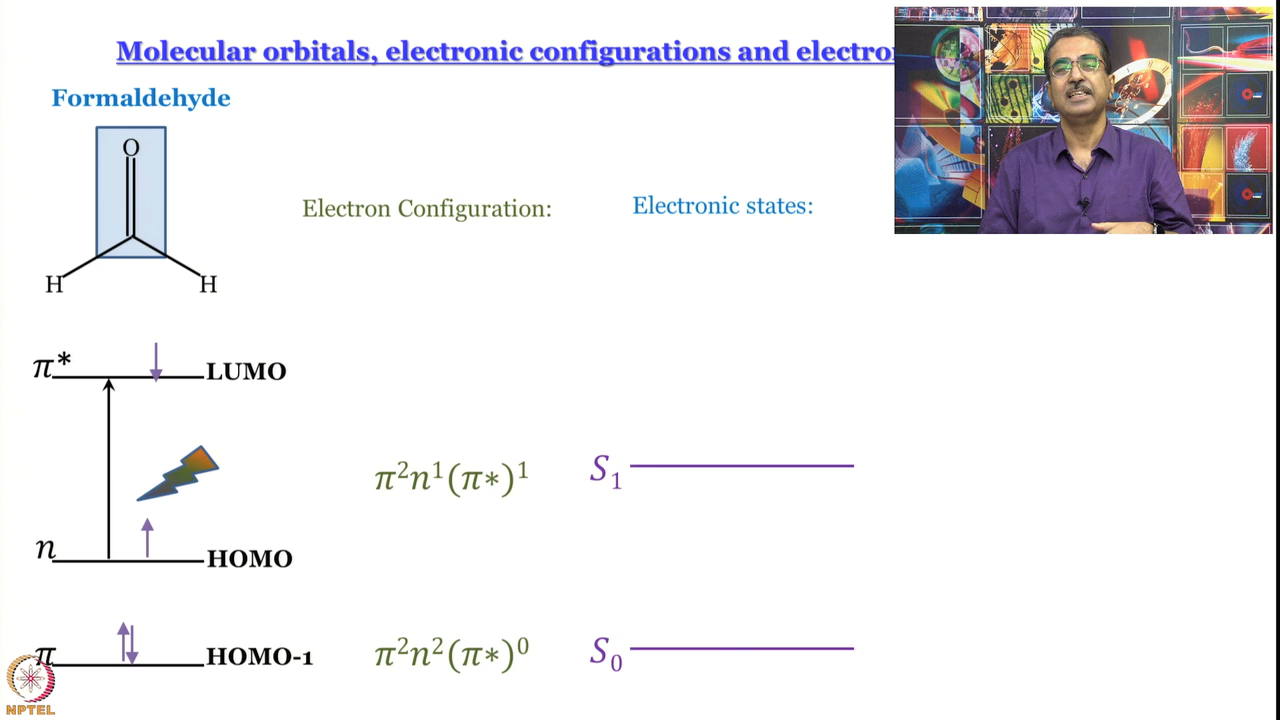 Molecular orbitals, electronic configurations and electro
Formaldehyde
O
H H
Electron Configuration:
Electronic states:
π* LUMO
n HOMO
π HOMO-1
π²n¹(π*)¹ S₁
π²n²(π*)⁰ S₀
NPTEL